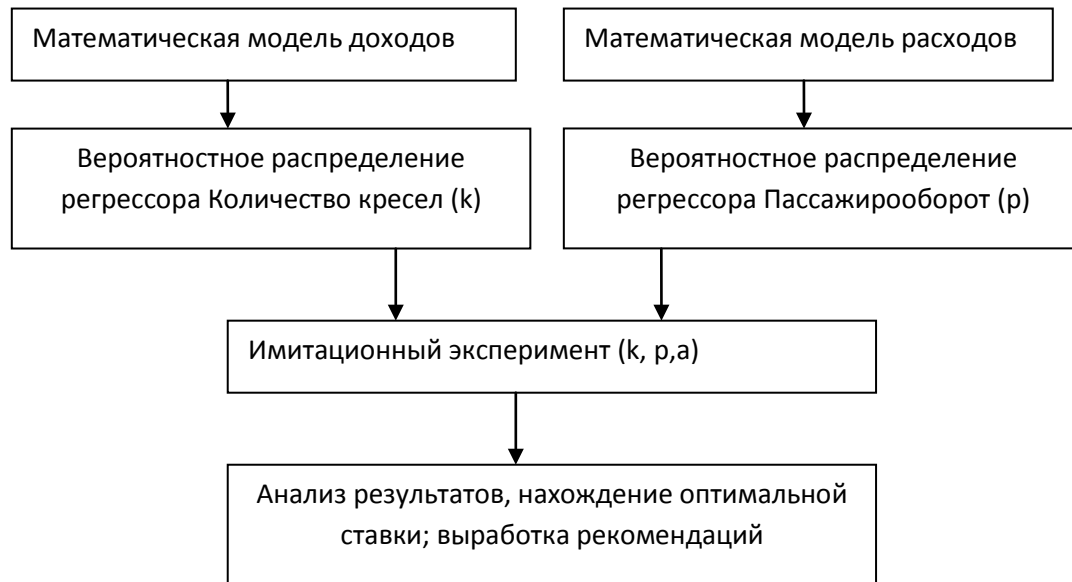 Математическая модель доходов
Математическая модель расходов
Вероятностное распределение
регрессора Количество кресел (k)
Вероятностное распределение
регрессора Пассажирооборот (p)
Имитационный эксперимент (k, p,a)
Анализ результатов, нахождение оптимальной
ставки; выработка рекомендаций